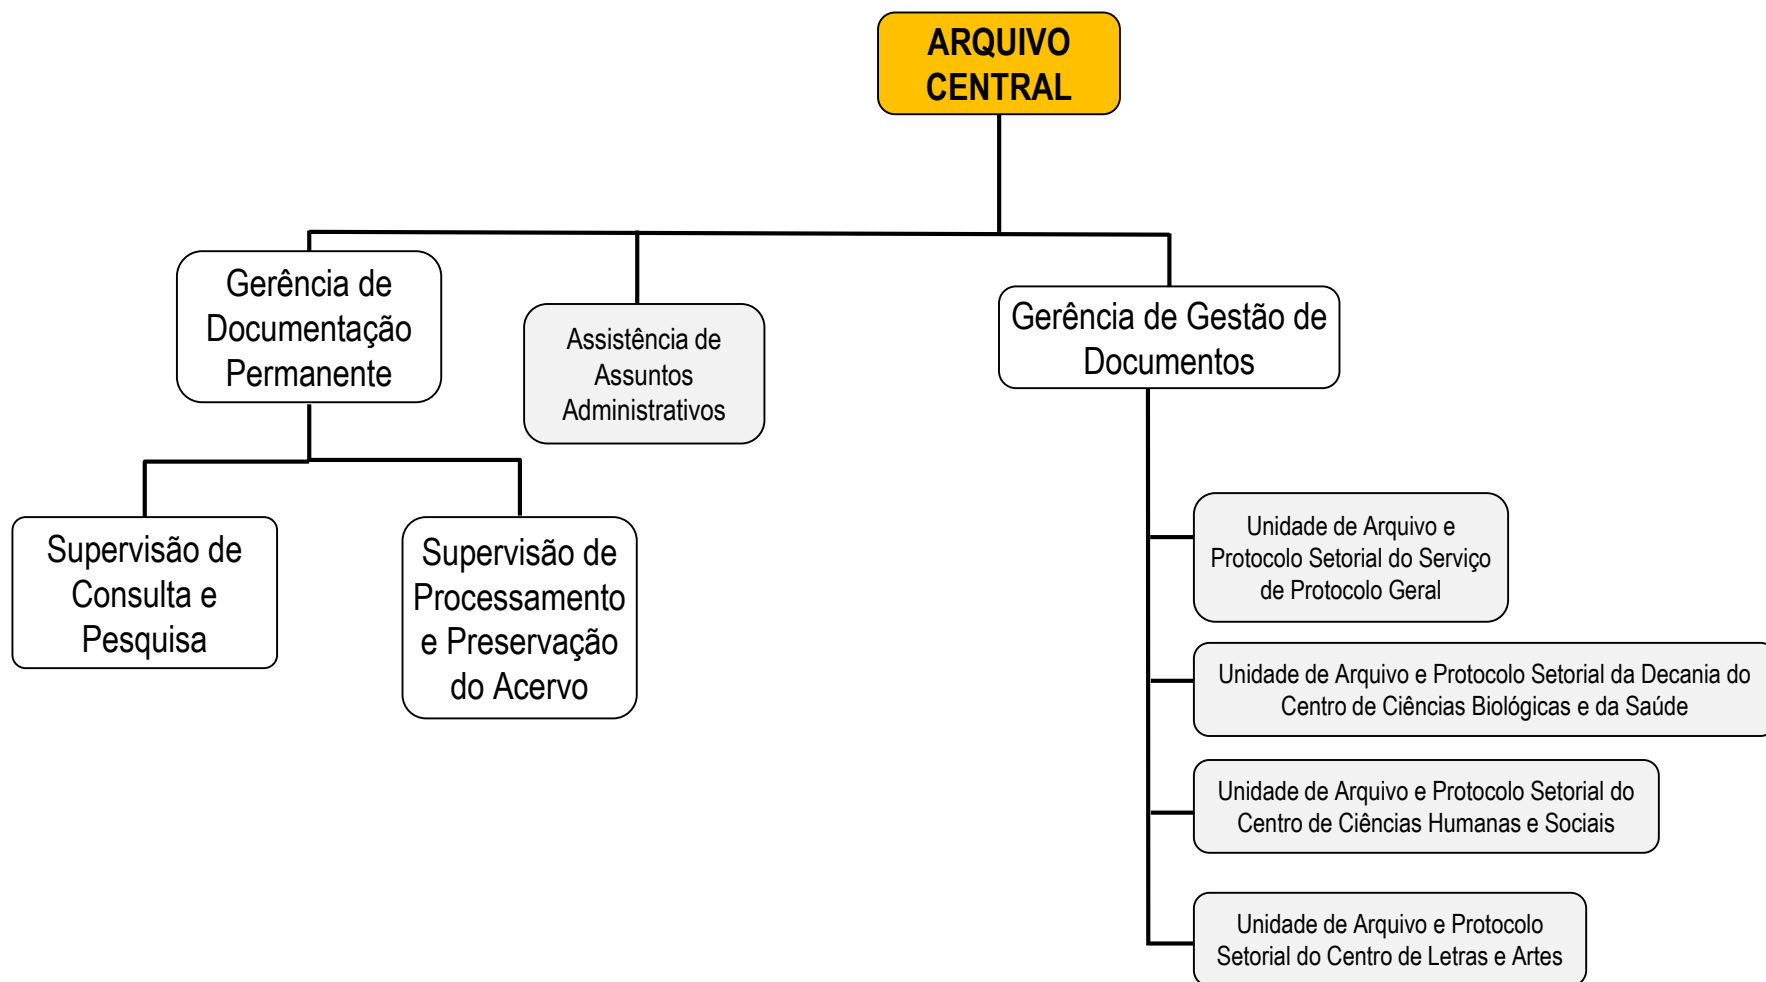 ARQUIVO
CENTRAL
Gerência de
Documentação
Permanente
Assistência de
Assuntos
Administrativos
Gerência de Gestão de
Documentos
Supervisão de
Consulta e
Pesquisa
Supervisão de
Processamento
e Preservação
do Acervo
Unidade de Arquivo e
Protocolo Setorial do Serviço
de Protocolo Geral
Unidade de Arquivo e Protocolo Setorial da Decania do
Centro de Ciências Biológicas e da Saúde
Unidade de Arquivo e Protocolo Setorial do
Centro de Ciências Humanas e Sociais
Unidade de Arquivo e Protocolo
Setorial do Centro de Letras e Artes